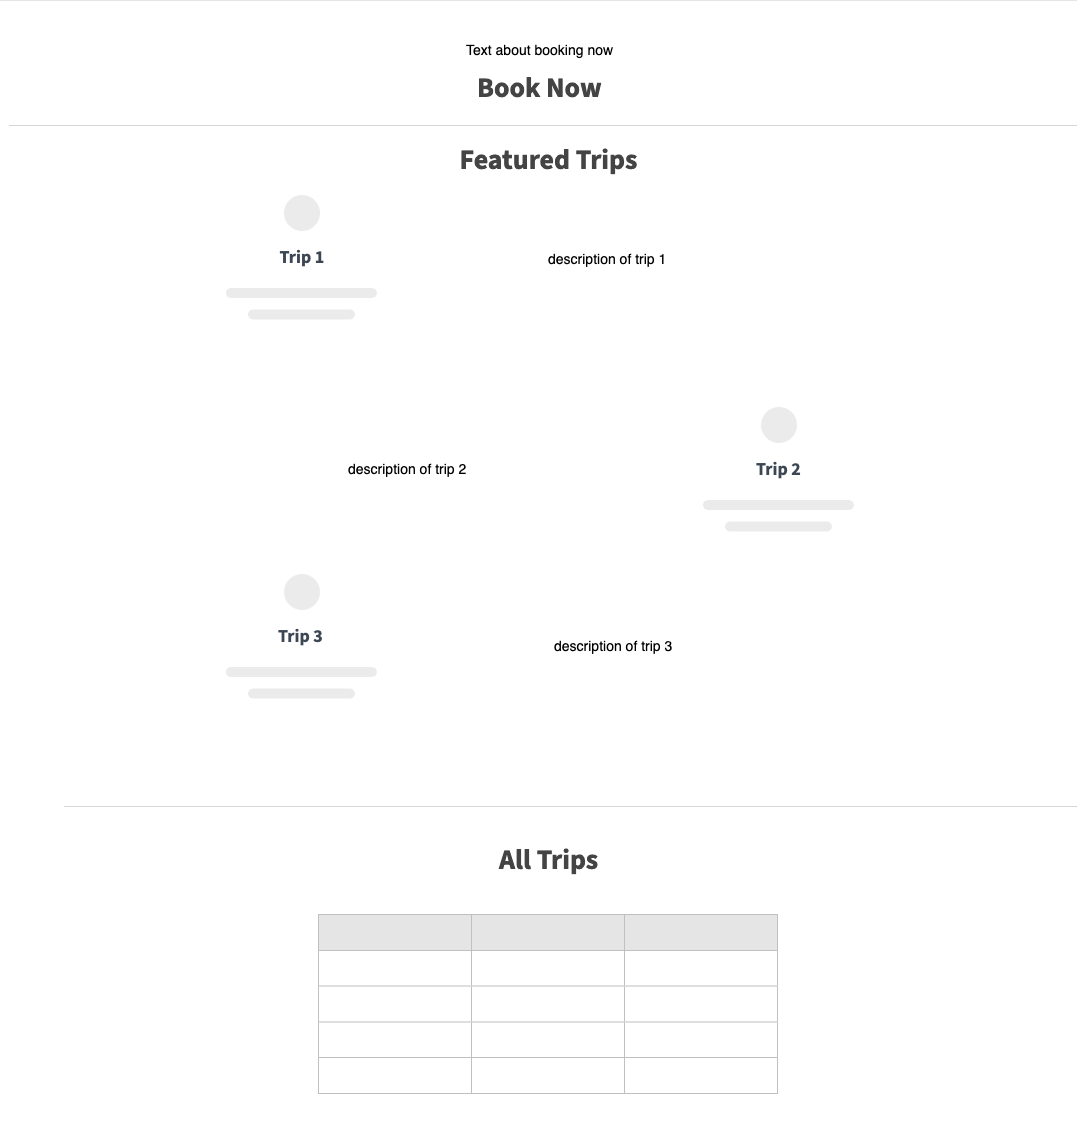 Text about booking now
Book Now
Featured Trips
Trip 1
description of trip 1
description of trip 2
Trip 2
Trip 3
description of trip 3
All Trips